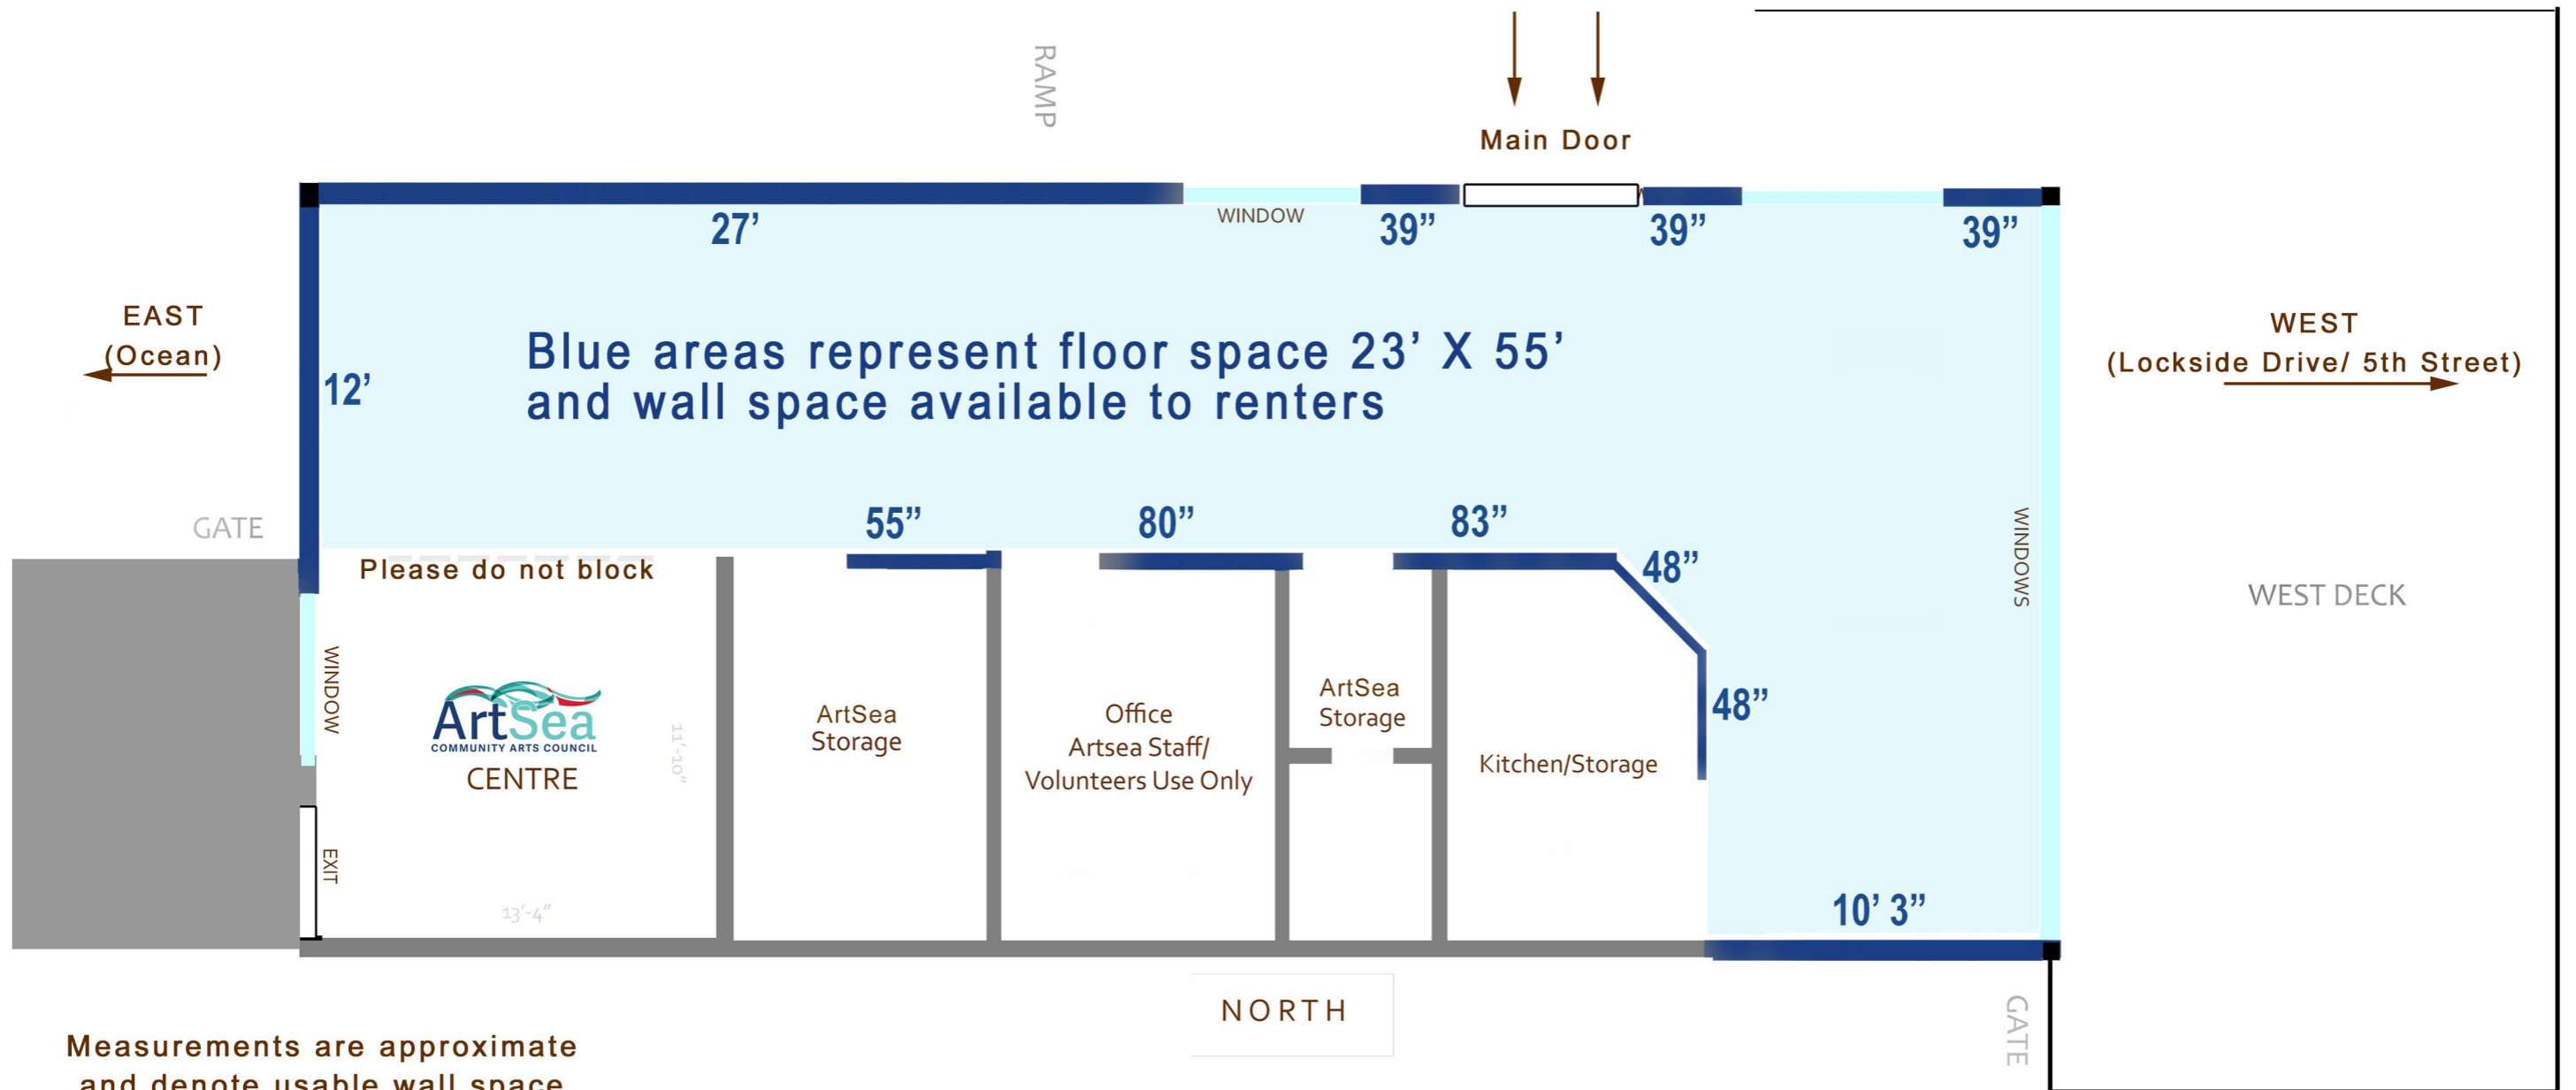 RAMP
Main Door
27’
WINDOW
39”
39”
39”
EAST
(Ocean)
12’
Blue areas represent floor space 23’ X 55’
and wall space available to renters
WEST
(Lockside Drive/ 5th Street)
GATE
55”
80”
83”
48”
WINDOWS
Please do not block
WEST DECK
WINDOW
ArtSea
COMMUNITY ARTS COUNCIL
CENTRE
11’-10”
ArtSea
Storage
Office
Artsea Staff/
Volunteers Use Only
ArtSea
Storage
Kitchen/Storage
48”
EXIT
13’-4”
10’ 3”
NORTH
GATE
Measurements are approximate
and denote usable wall space